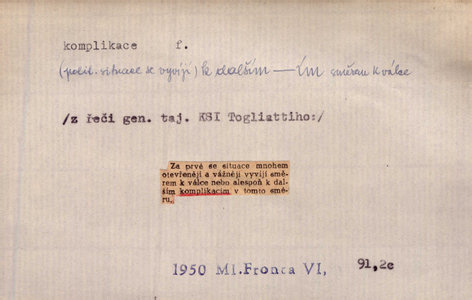 komplikace f.
(polit. situace se vyvíjí) k dalším —ím směrem k válce
/z řeči gen. taj. KSI Togliattiho:/
Za prvé se situace mnohem
otevřeněji a vážněji vyvíjí smě-
rem k válce nebo alespoň k dal-
ším komplikacím v tomto smě-
ru,
1950 Ml.Fronta VI, 91,2c